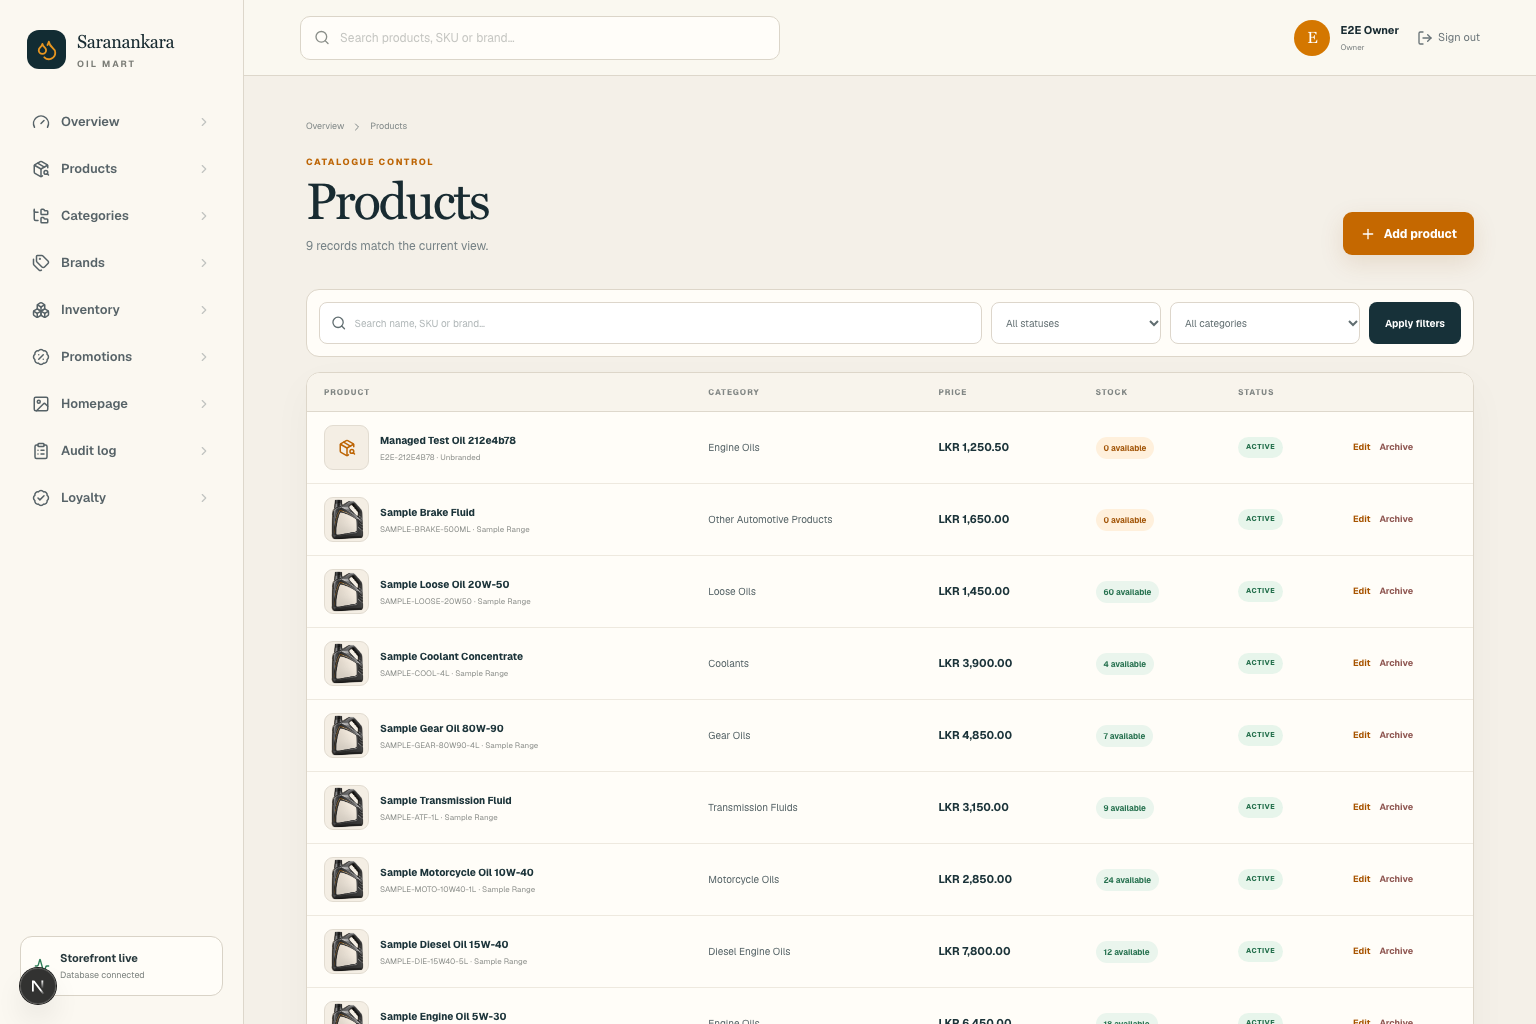 Saranankara
OIL MART
Search products, SKU or brand...
E
E2E Owner
Owner
Sign out
Overview
Products
Categories
Brands
Inventory
Promotions
Homepage
Audit log
Loyalty
Storefront live
Database connected
N
Overview Products
CATALOGUE CONTROL
Products
9 records match the current view.
Add product
Search name, SKU or brand...
All statuses
All categories
Apply filters
PRODUCT CATEGORY PRICE STOCK STATUS
Managed Test Oil 212e4b78
E2E-212E4B78 · Unbranded
Engine Oils LKR 1,250.50 0 available ACTIVE Edit Archive
Sample Brake Fluid
SAMPLE-BRAKE-500ML · Sample Range
Other Automotive Products LKR 1,650.00 0 available ACTIVE Edit Archive
Sample Loose Oil 20W-50
SAMPLE-LOOSE-20W50 · Sample Range
Loose Oils LKR 1,450.00 60 available ACTIVE Edit Archive
Sample Coolant Concentrate
SAMPLE-COOL-4L · Sample Range
Coolants LKR 3,900.00 4 available ACTIVE Edit Archive
Sample Gear Oil 80W-90
SAMPLE-GEAR-80W90-4L · Sample Range
Gear Oils LKR 4,850.00 7 available ACTIVE Edit Archive
Sample Transmission Fluid
SAMPLE-ATF-1L · Sample Range
Transmission Fluids LKR 3,150.00 9 available ACTIVE Edit Archive
Sample Motorcycle Oil 10W-40
SAMPLE-MOTO-10W40-1L · Sample Range
Motorcycle Oils LKR 2,850.00 24 available ACTIVE Edit Archive
Sample Diesel Oil 15W-40
SAMPLE-DIE-15W40-5L · Sample Range
Diesel Engine Oils LKR 7,800.00 12 available ACTIVE Edit Archive
Sample Engine Oil 5W-30
Engine Oils LKR 6,450.00 18 available ACTIVE Edit Archive